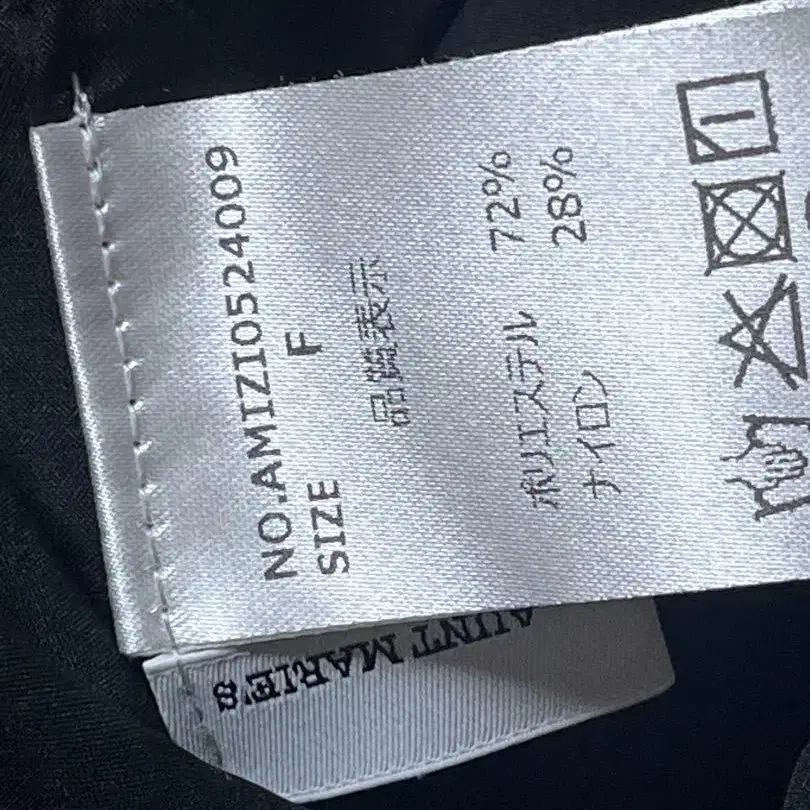 NO.AMIZI0524009
SIZE F
品質表示
ポリエステル 72%
ナイロン 28%
AUNT MARIE'S